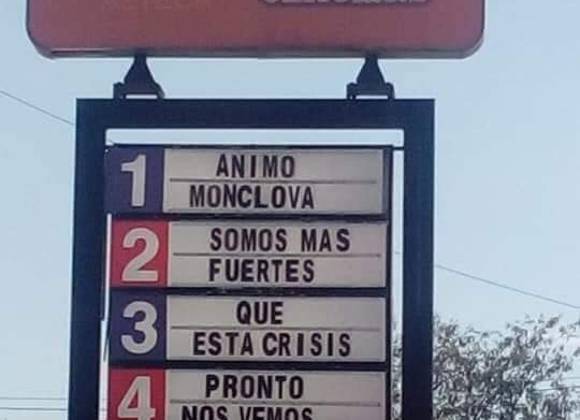 1
ANIMO
MONCLOVA
2
SOMOS MAS
FUERTES
3
QUE
ESTA CRISIS
4
PRONTO
NOS VEMOS